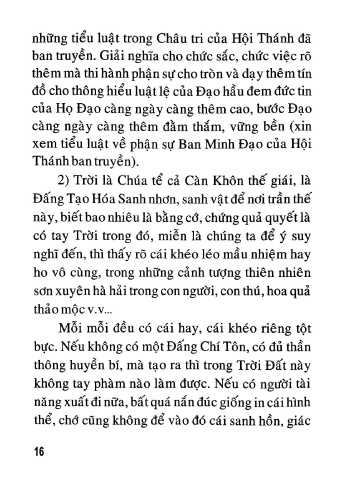 những tiểu luật trong Châu tri của Hội Thánh đã
ban truyền. Giải nghĩa cho chức sắc, chức việc rõ
thêm mà thi hành phận sự cho tròn và dạy thêm tín
đồ cho thông hiểu luật lệ của Đạo hầu đem đức tin
của Họ Đạo càng ngày càng thêm cao, bước Đạo
càng ngày càng thêm đằm thắm, vững bền (xin
xem tiểu luật về phận sự Ban Minh Đạo của Hội
Thánh ban truyền).
2) Trời là Chúa tể cả Càn Khôn thế giái, là
Đấng Tạo Hóa Sanh nhơn, sanh vật để nơi trần thế
này, biết bao nhiêu là bằng cớ, chứng quả quyết là
có tay Trời trong đó, miễn là chúng ta để ý suy
nghĩ đến, thì thấy rõ cái khéo léo mầu nhiệm hay
ho vô cùng, trong những cảnh tượng thiên nhiên
sơn xuyên hà hải trong con người, con thú, hoa quả
thảo mộc v.v...
Mỗi mỗi đều có cái hay, cái khéo riêng tột
bực. Nếu không có một Đấng Chí Tôn, có đủ thần
thông huyền bí, mà tạo ra thì trong Trời Đất này
không tay phàm nào làm được. Nếu có người tài
năng xuất đi nữa, bất quá nắn đúc giống in cái hình
thể, chớ cũng không để vào đó cái sanh hồn, giác
16